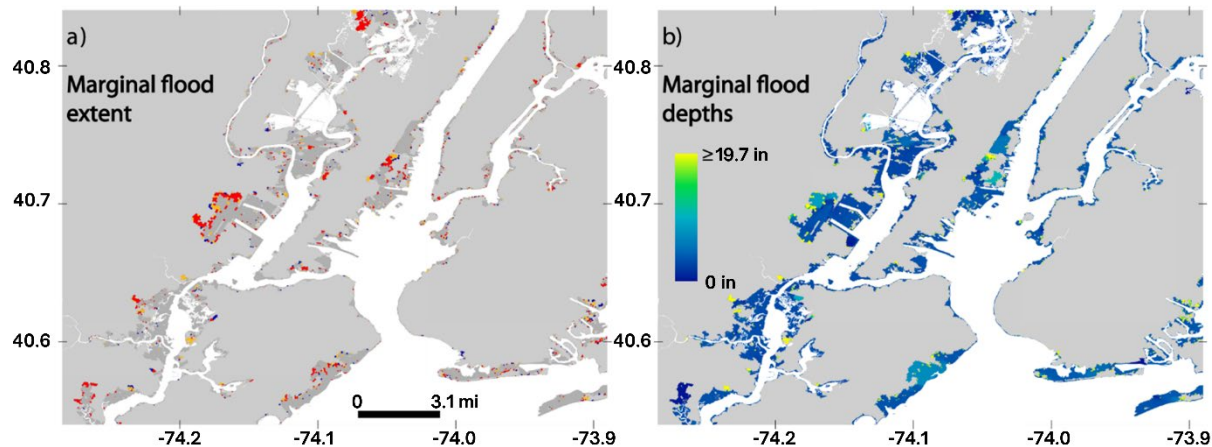 a)
Marginal flood
extent
40.8
40.7
40.6
0 3.1 mi
-74.2 -74.1 -74.0 -73.9
b)
Marginal flood
depths
≥19.7 in
0 in
40.8
40.7
40.6
-74.2 -74.1 -74.0 -73.9